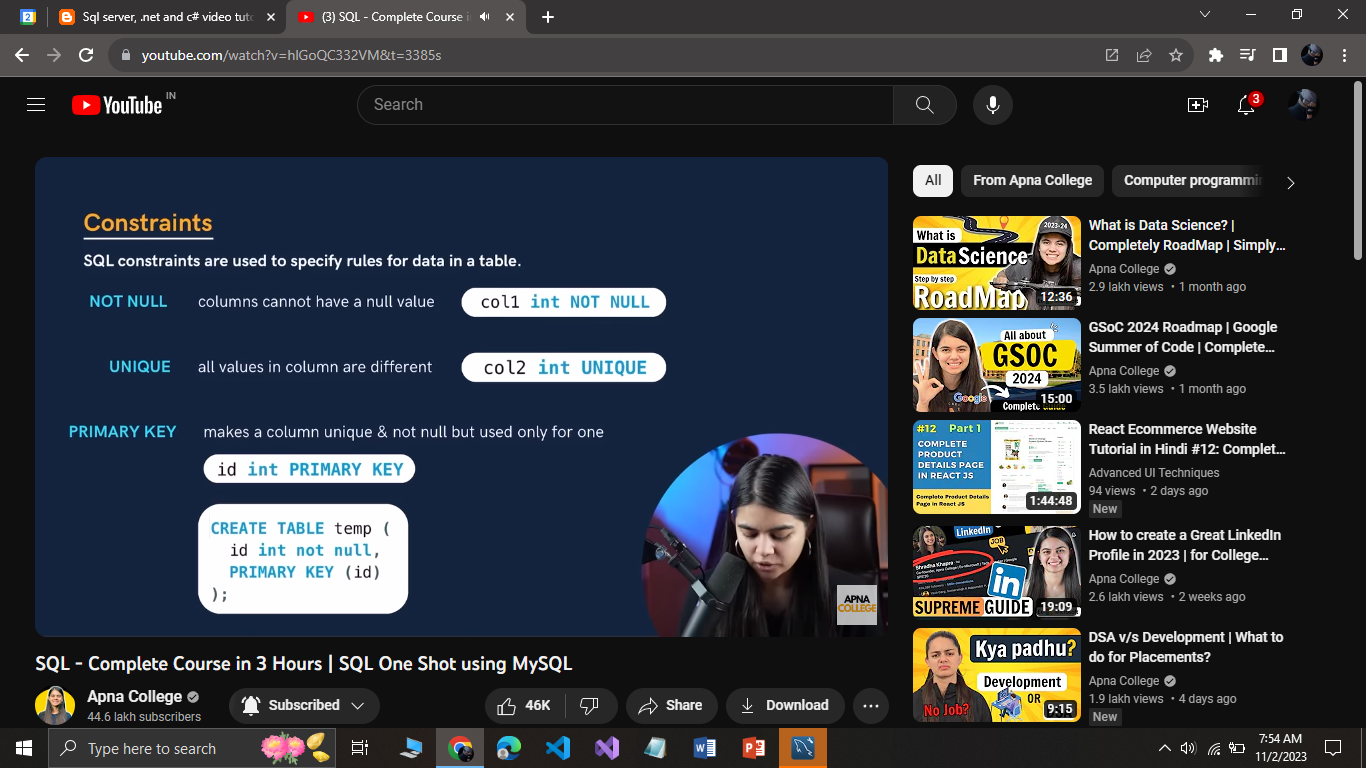 Sql server, .net and c# video tuto
(3) SQL - Complete Course i
youtube.com/watch?v=hlGoQC332VM&t=3385s
YouTube IN
Search
3
Constraints
SQL constraints are used to specify rules for data in a table.
NOT NULL columns cannot have a null value col1 int NOT NULL
UNIQUE all values in column are different col2 int UNIQUE
PRIMARY KEY makes a column unique & not null but used only for one
id int PRIMARY KEY
CREATE TABLE temp (
id int not null,
PRIMARY KEY (id)
);
APNA
COLLEGE
SQL - Complete Course in 3 Hours | SQL One Shot using MySQL
Apna College
44.6 lakh subscribers
Subscribed
46K
Share
Download
All
From Apna College
Computer programmin
What is
Data Science
Step by step
RoadMap
2023-24
12:36
What is Data Science? |
Completely RoadMap | Simply...
Apna College
2.9 lakh views • 1 month ago
All about
GSOC
2024
Google
Complete Guide
15:00
GSoC 2024 Roadmap | Google
Summer of Code | Complete...
Apna College
3.5 lakh views • 1 month ago
#12 Part 1
COMPLETE
PRODUCT
DETAILS PAGE
IN REACT JS
Complete Product Details
Page in React JS
1:44:48
React Ecommerce Website
Tutorial in Hindi #12: Complet...
Advanced UI Techniques
94 views • 2 days ago
New
LinkedIn
JOB
Shradha Khapra
in
SUPREME GUIDE
19:09
How to create a Great LinkedIn
Profile in 2023 | for College...
Apna College
2.6 lakh views • 2 weeks ago
Kya padhu?
Development
OR
No Job?
9:15
DSA v/s Development | What to
do for Placements?
Apna College
1.9 lakh views • 4 days ago
New
Type here to search
7:54 AM
11/2/2023